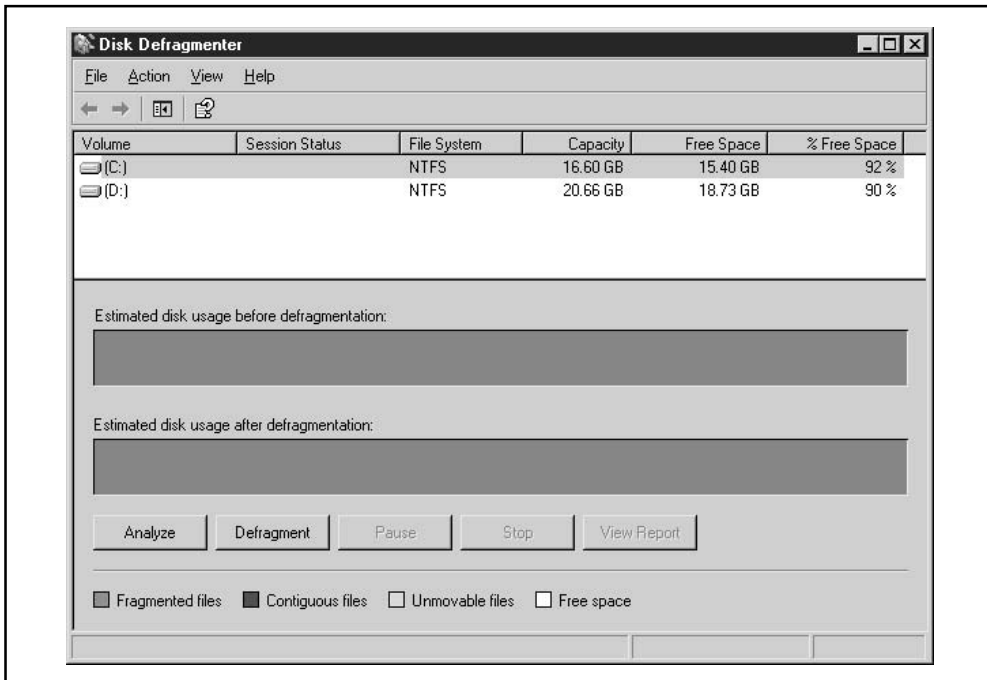 Disk Defragmenter
File Action View Help
Volume Session Status File System Capacity Free Space % Free Space
(C:) NTFS 16.60 GB 15.40 GB 92 %
(D:) NTFS 20.66 GB 18.73 GB 90 %
Estimated disk usage before defragmentation:
Estimated disk usage after defragmentation:
Analyze Defragment Pause Stop View Report
Fragmented files Contiguous files Unmovable files Free space